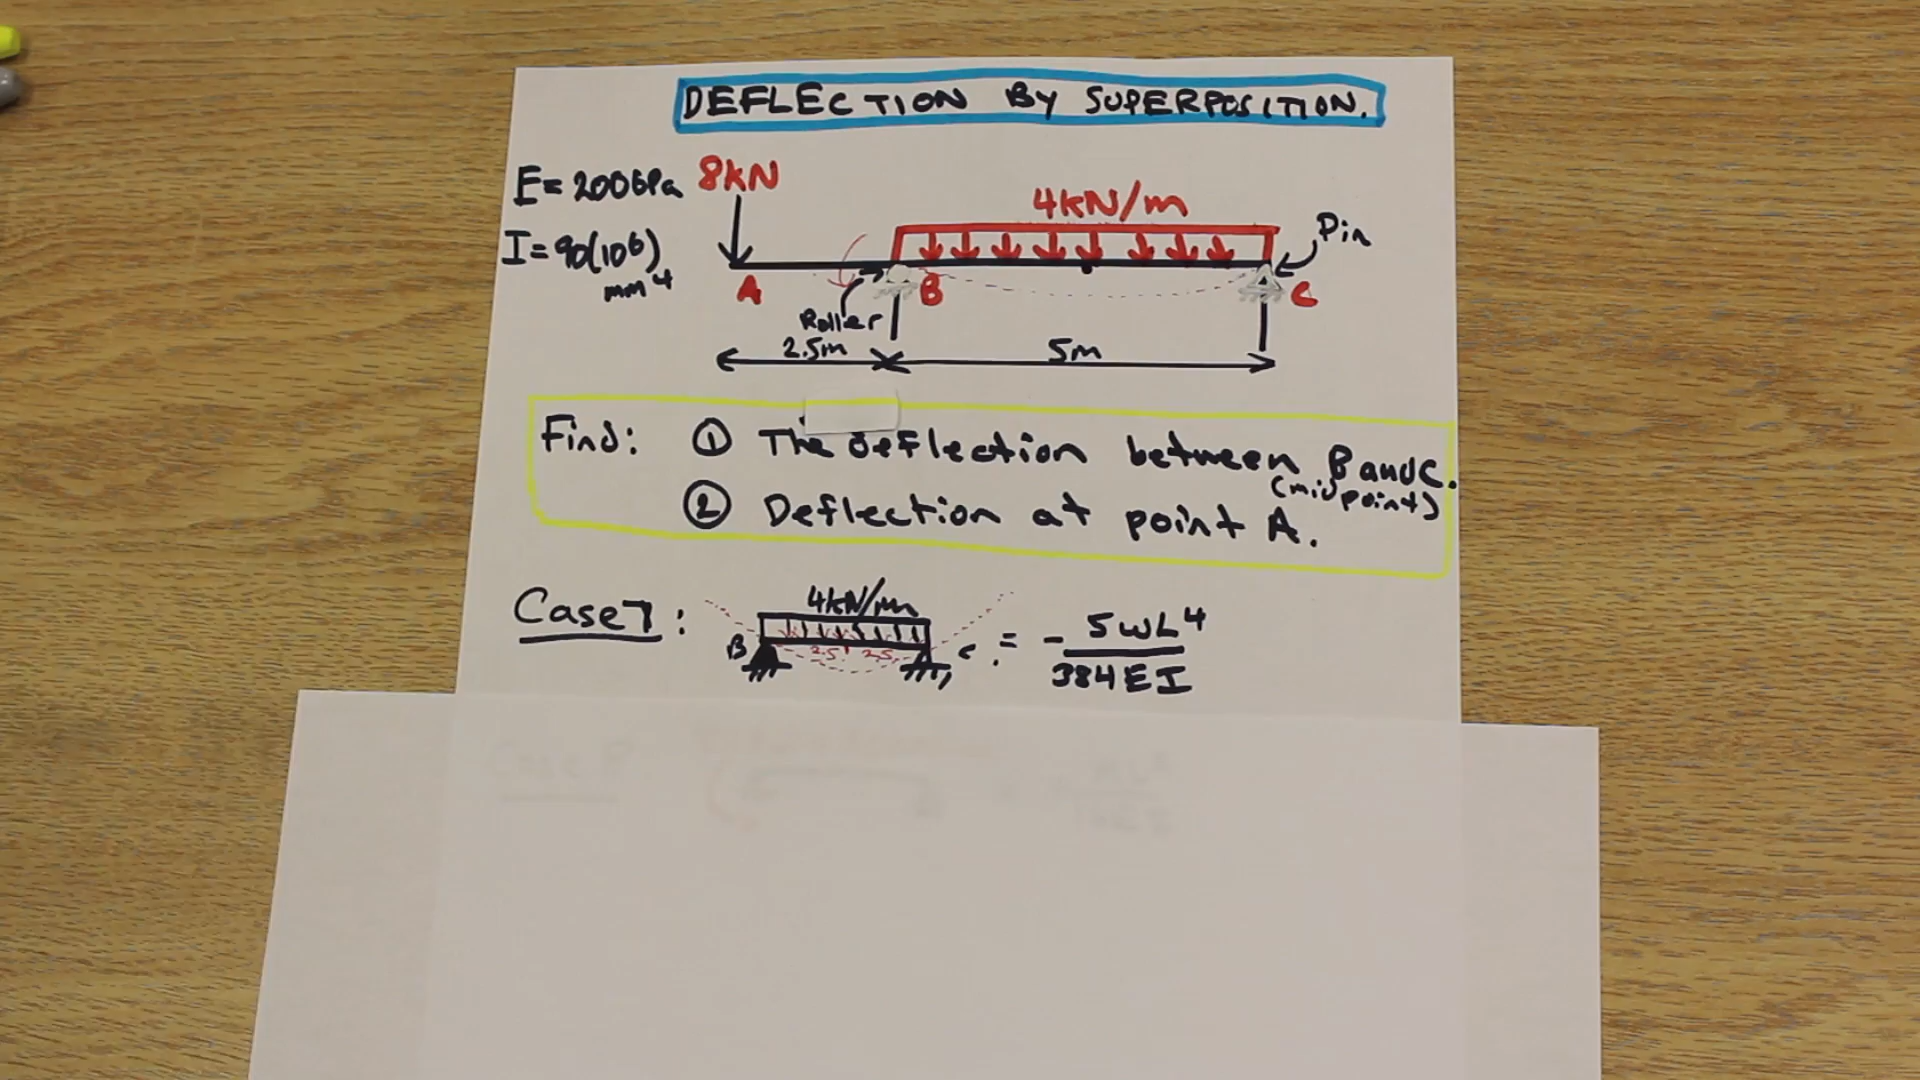 DEFLECTION BY SUPERPOSITION.
E = 200GPa
8kN
4kN/m
Pin
I = 90(10⁶)
mm⁴
A
B
C
Roller
2.5m
5m
Find: ① The deflection between B and C.
(mid point)
② Deflection at point A.
Case 7:
4kN/m
B
2.5
2.5
C
= - 5wL⁴
384EI